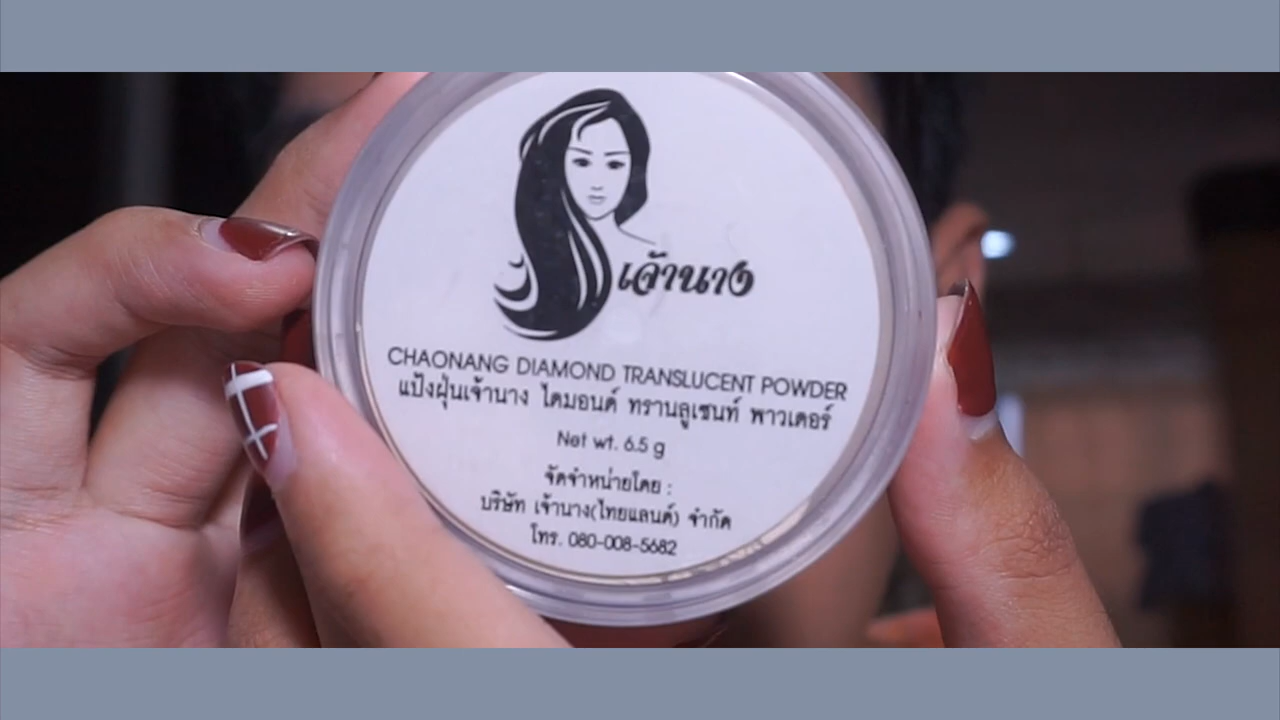 เจ้านาง
CHAONANG DIAMOND TRANSLUCENT POWDER
แป้งฝุ่นเจ้านาง ไดมอนด์ ทรานลูเซนท์ พาวเดอร์
Net wt. 6.5 g
จัดจำหน่ายโดย :
บริษัท เจ้านาง(ไทยแลนด์) จำกัด
โทร. 080-008-5682